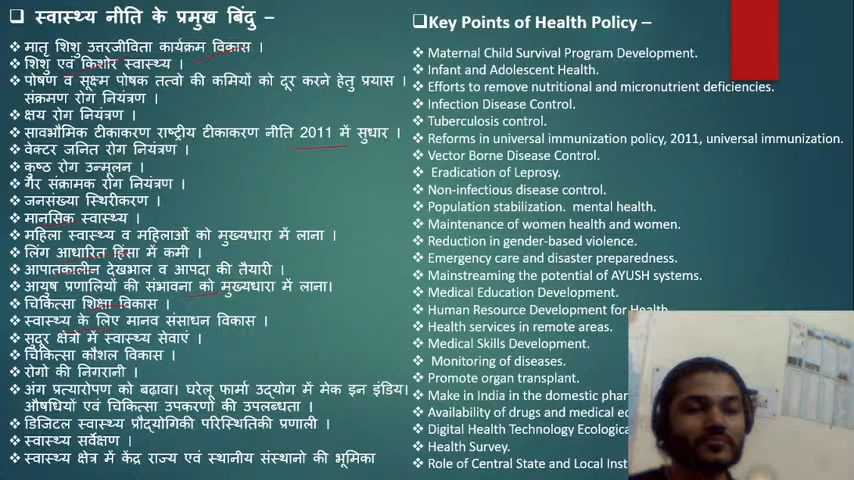 स्वास्थ्य नीति के प्रमुख बिंदु –
मातृ शिशु उत्तरजीविता कार्यक्रम विकास ।
शिशु एवं किशोर स्वास्थ्य ।
पोषण व सूक्ष्म पोषक तत्वो की कमियों को दूर करने हेतु प्रयास ।
संक्रमण रोग नियंत्रण ।
क्षय रोग नियंत्रण ।
सावभौमिक टीकाकरण राष्ट्रीय टीकाकरण नीति 2011 में सुधार ।
वेक्टर जनित रोग नियंत्रण ।
कुष्ठ रोग उन्मूलन ।
गैर संक्रामक रोग नियंत्रण ।
जनसंख्या स्थिरीकरण ।
मानसिक स्वास्थ्य ।
महिला स्वास्थ्य व महिलाओं को मुख्यधारा में लाना ।
लिंग आधारित हिंसा में कमी ।
आपातकालीन देखभाल व आपदा की तैयारी ।
आयुष प्रणालियों की संभावना को मुख्यधारा में लाना।
चिकित्सा शिक्षा विकास ।
स्वास्थ्य के लिए मानव संसाधन विकास ।
सुदूर क्षेत्रो में स्वास्थ्य सेवाएं ।
चिकित्सा कौशल विकास ।
रोगो की निगरानी ।
अंग प्रत्यारोपण को बढ़ावा। घरेलू फार्मा उद्योग में मेक इन इंडिय।
औषधियों एवं चिकित्सा उपकरणों की उपलब्धता ।
डिजिटल स्वास्थ्य प्रौद्योगिकी परिस्थितिकी प्रणाली ।
स्वास्थ्य सर्वेक्षण ।
स्वास्थ्य क्षेत्र में केंद्र राज्य एवं स्थानीय संस्थानो की भूमिका
Key Points of Health Policy –
Maternal Child Survival Program Development.
Infant and Adolescent Health.
Efforts to remove nutritional and micronutrient deficiencies.
Infection Disease Control.
Tuberculosis control.
Reforms in universal immunization policy, 2011, universal immunization.
Vector Borne Disease Control.
Eradication of Leprosy.
Non-infectious disease control.
Population stabilization. mental health.
Maintenance of women health and women.
Reduction in gender-based violence.
Emergency care and disaster preparedness.
Mainstreaming the potential of AYUSH systems.
Medical Education Development.
Human Resource Development for Health.
Health services in remote areas.
Medical Skills Development.
Monitoring of diseases.
Promote organ transplant.
Make in India in the domestic phar
Availability of drugs and medical
Digital Health Technology Ecologica
Health Survey.
Role of Central State and Local Inst